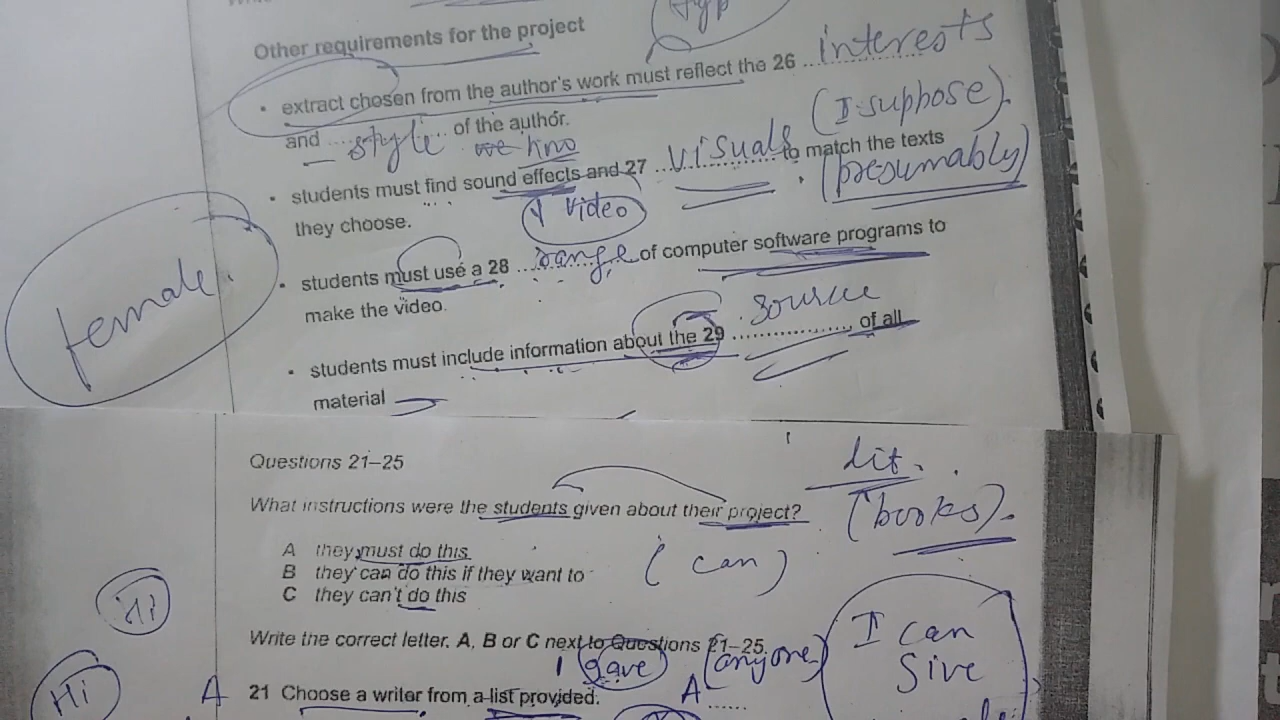 Other requirements for the project
extract chosen from the author's work must reflect the 26 interests
and style of the author. (I suppose).
we kno
students must find sound effects and 27 visuals to match the texts (presumably)
they choose. video
female.
students must use a 28 range of computer software programs to
make the video.
students must include information about the 29 source of all
material
Questions 21–25
lit.
What instructions were the students given about their project? (books).
A they must do this.
B they can do this if they want to (can)
C they can't do this
Write the correct letter. A, B or C next to Questions 21–25.
I gave (anyone) I can
Hi A 21 Choose a writer from a list provided. A